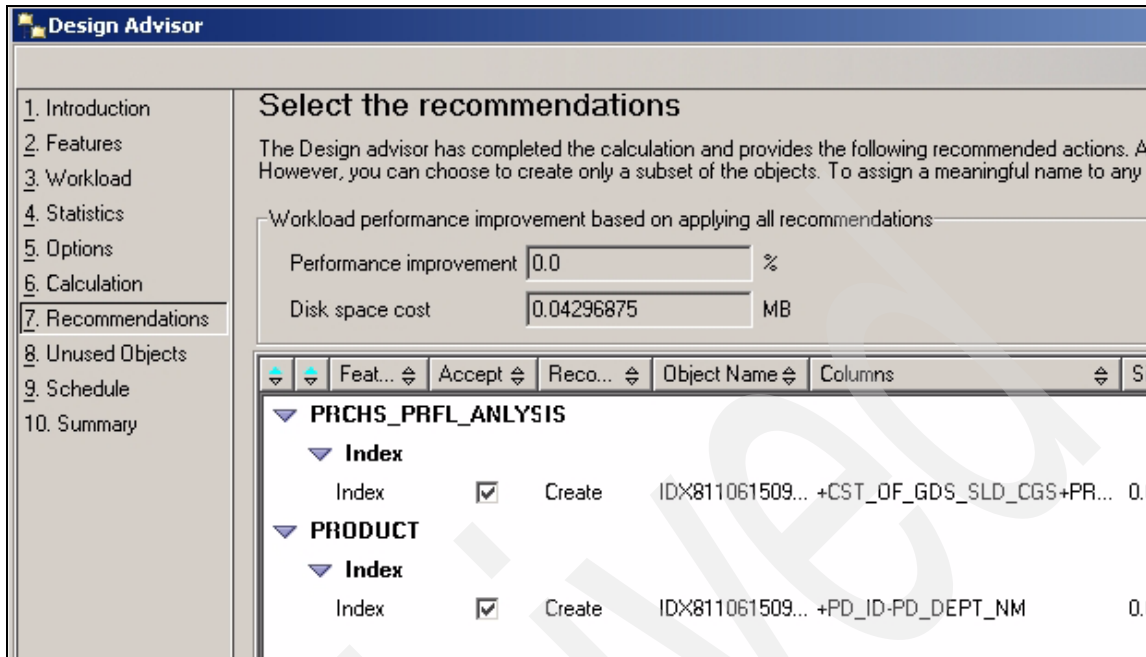 Design Advisor
1. Introduction
2. Features
3. Workload
4. Statistics
5. Options
6. Calculation
7. Recommendations
8. Unused Objects
9. Schedule
10. Summary
Select the recommendations
The Design advisor has completed the calculation and provides the following recommended actions. A
However, you can choose to create only a subset of the objects. To assign a meaningful name to any
Workload performance improvement based on applying all recommendations
Performance improvement 0.0 %
Disk space cost 0.04296875 MB
Feat... Accept Reco... Object Name Columns S
PRCHS_PRFL_ANLYSIS
Index
Index Create IDX811061509... +CST_OF_GDS_SLD_CGS+PR... 0.
PRODUCT
Index
Index Create IDX811061509... +PD_ID-PD_DEPT_NM 0.